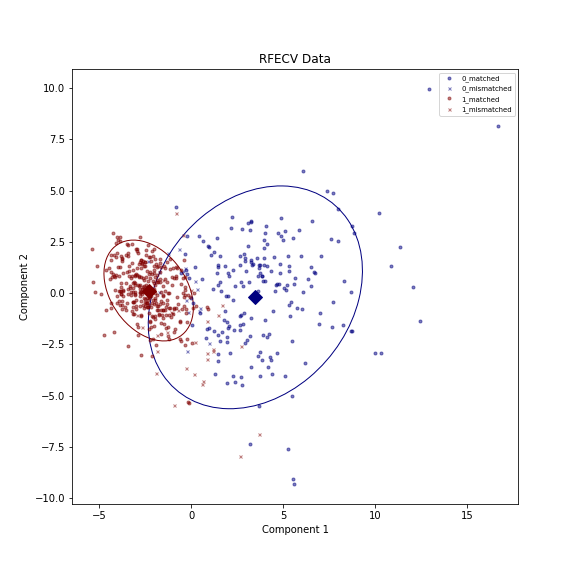 RFECV Data
0_matched
0_mismatched
1_matched
1_mismatched
10.0
7.5
5.0
2.5
0.0
−2.5
−5.0
−7.5
−10.0
Component 2
−5
0
5
10
15
Component 1